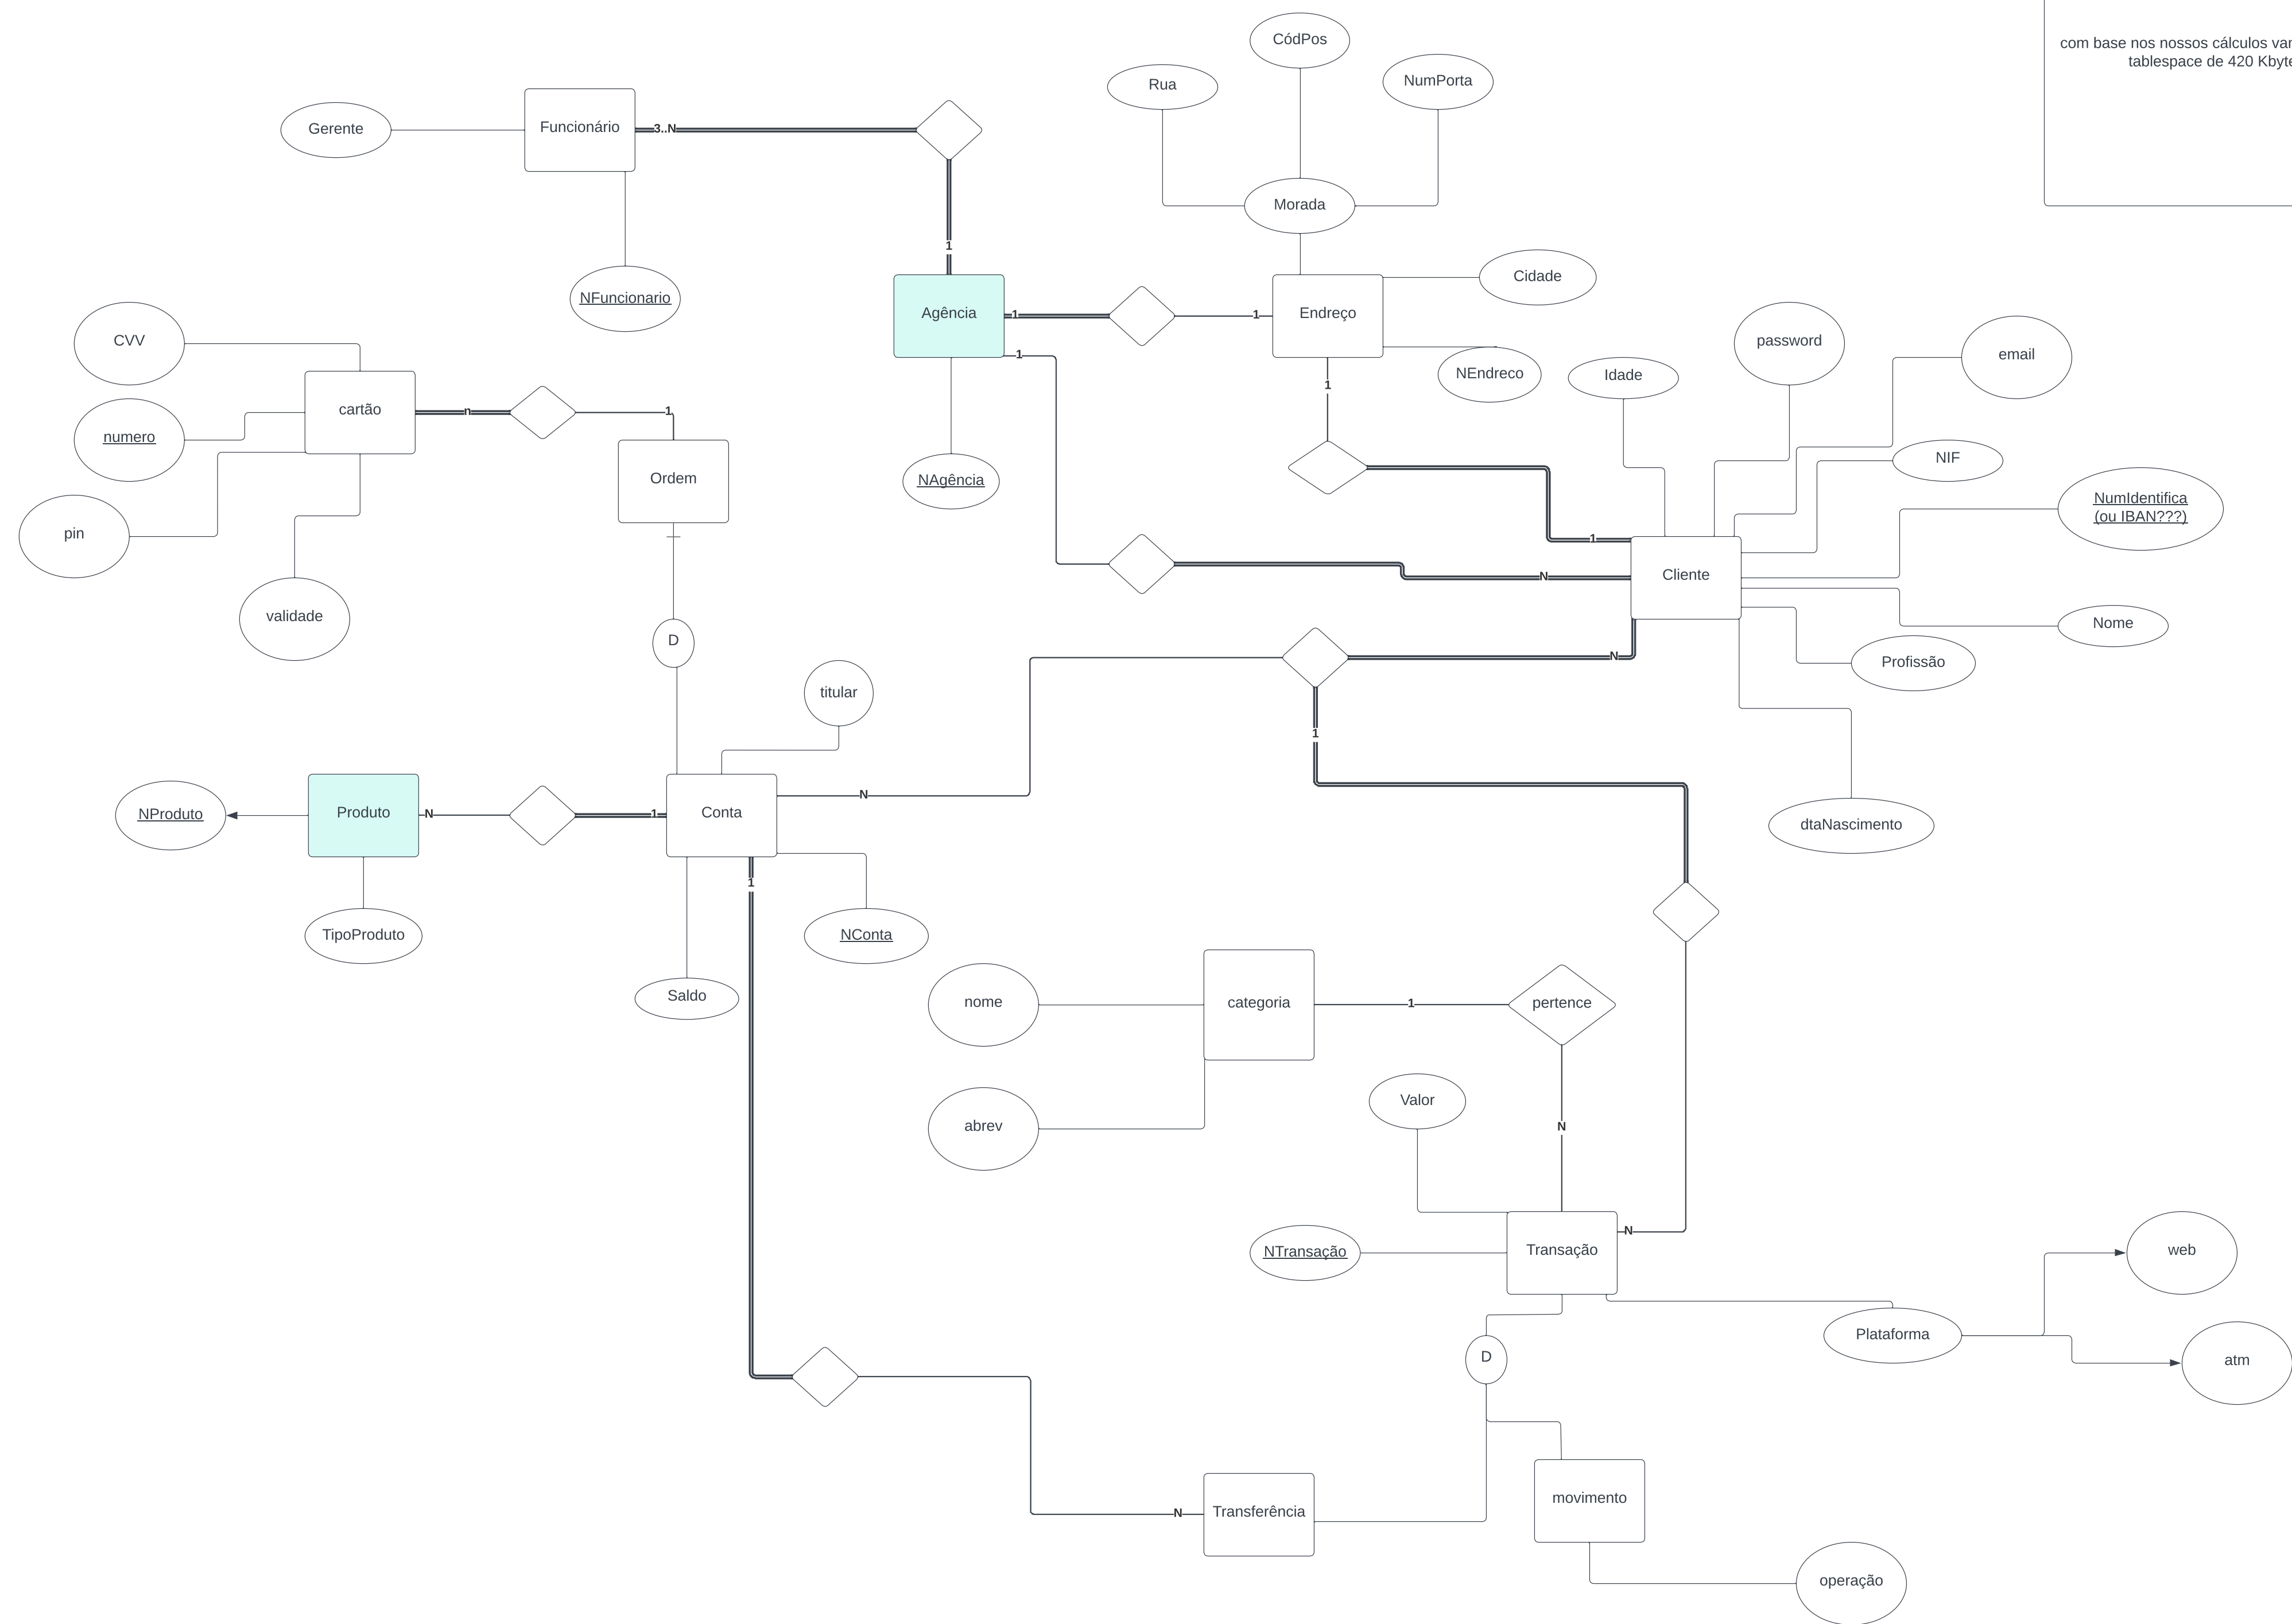 CódPos
com base nos nossos cálculos
tablespace de 420
Rua
NumPorta
Gerente
Funcionário
3..N
Morada
1
Cidade
NFuncionario
Agência
1
1
Endreço
CVV
password
email
1
NEndreco
Idade
1
cartão
n
1
numero
NIF
Ordem
NAgência
NumIdentifica
(ou IBAN???)
pin
1
N
Cliente
validade
Nome
D
N
Profissão
titular
1
NProduto
Produto
N
1
Conta
N
dtaNascimento
1
TipoProduto
NConta
Saldo
nome
categoria
1
pertence
Valor
abrev
N
N
NTransação
Transação
web
Plataforma
D
atm
movimento
Transferência
N
operação